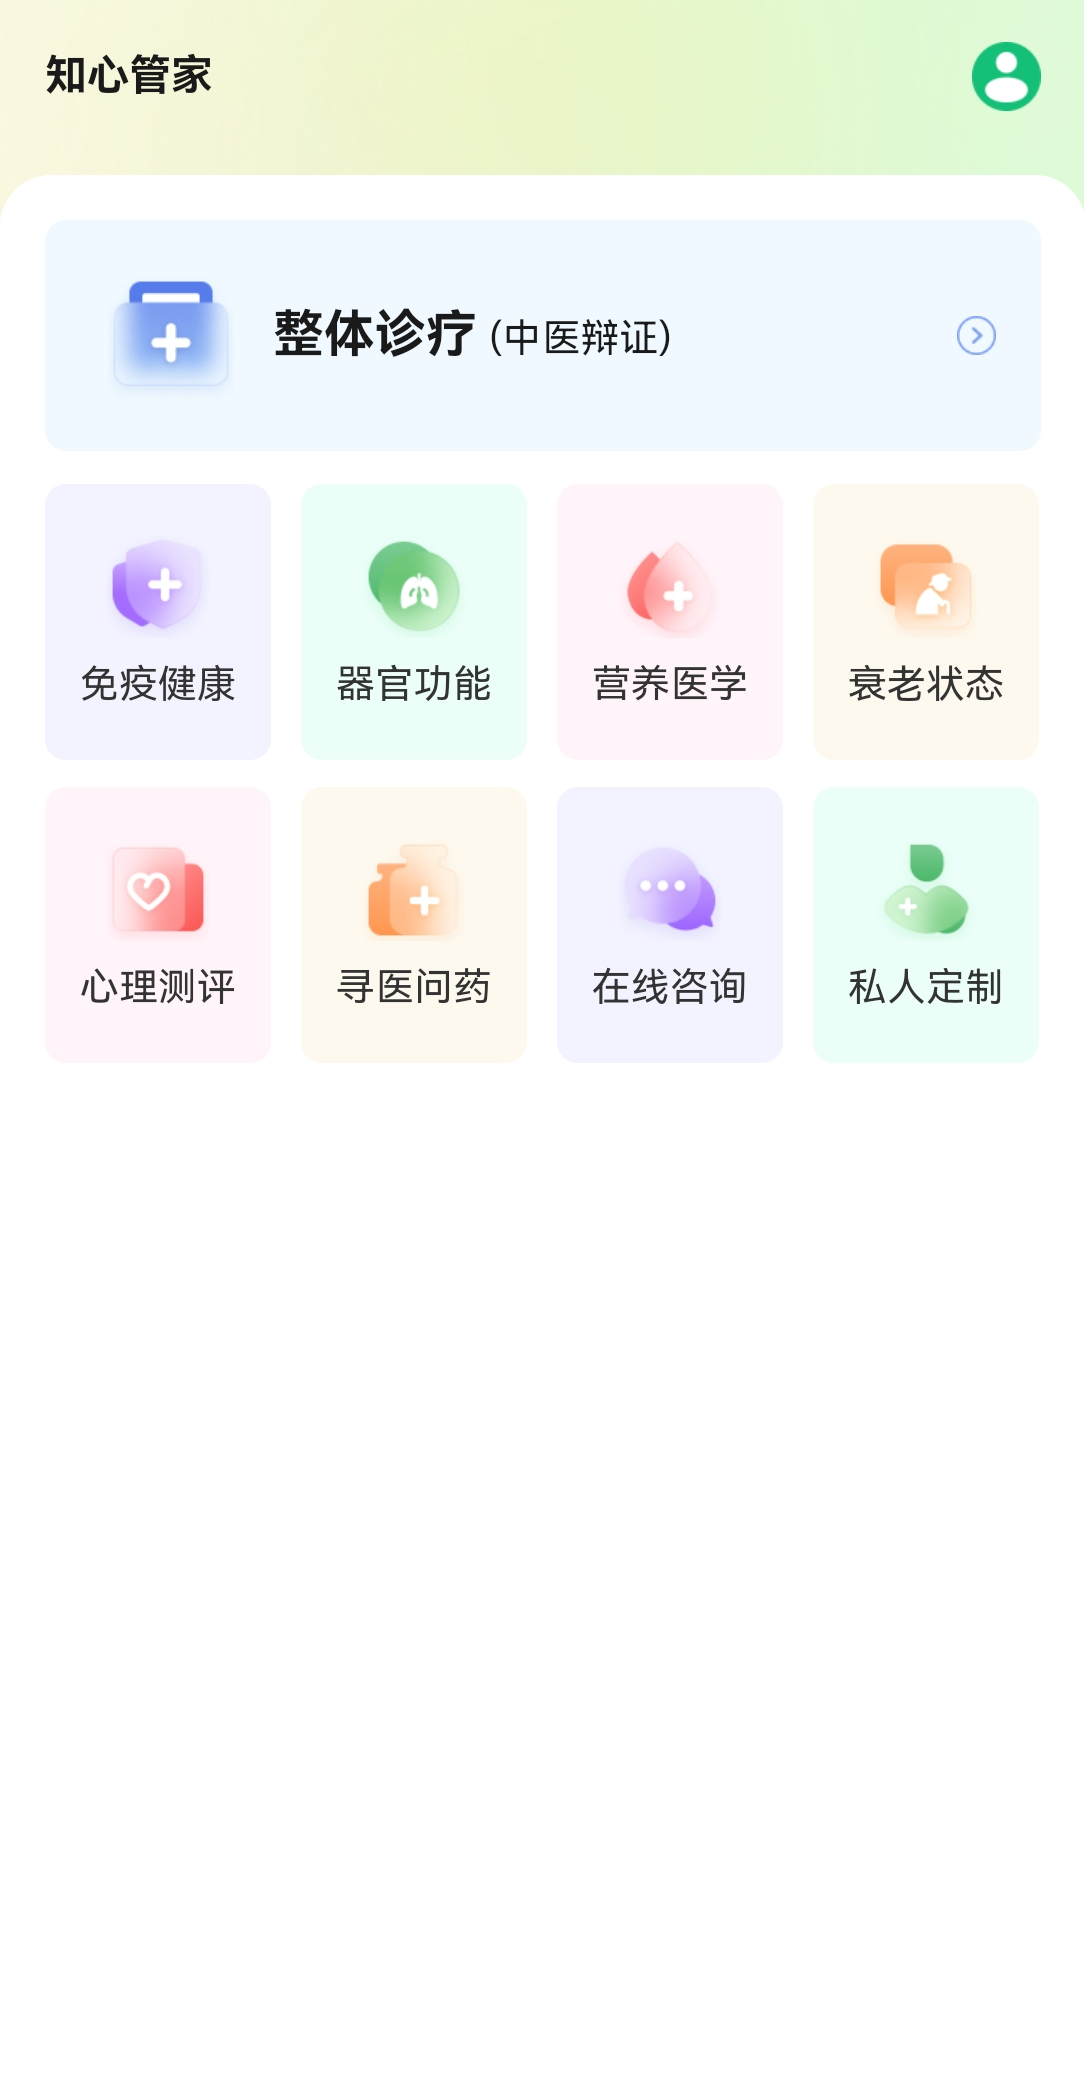 知心管家
整体诊疗 (中医辩证)
免疫健康 器官功能 营养医学 衰老状态
心理测评 寻医问药 在线咨询 私人定制